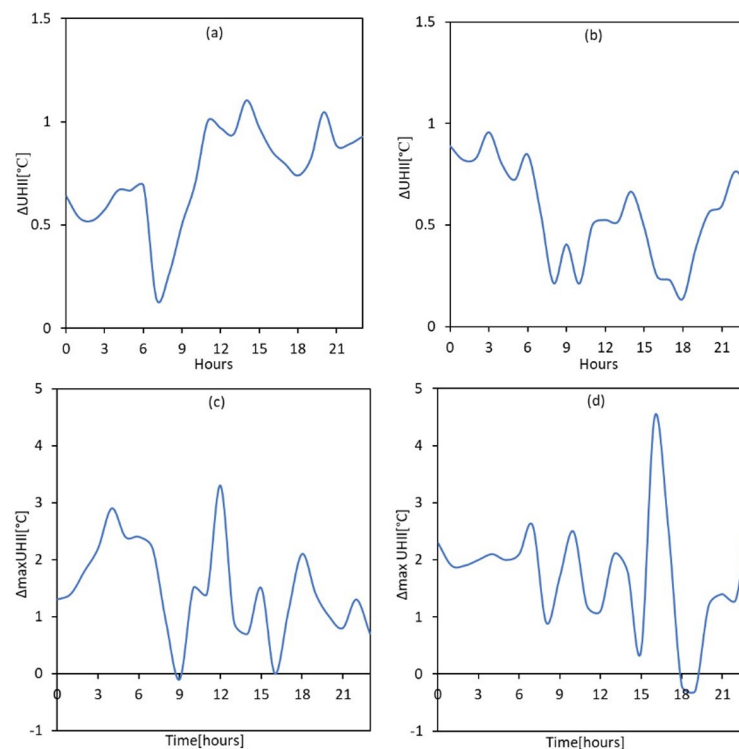 (a)
1.5
1
0.5
0
ΔUHII[°C]
0 3 6 9 12 15 18 21
Hours
(b)
1.5
1
0.5
0
ΔUHII[°C]
0 3 6 9 12 15 18 21
Hours
(c)
5
4
3
2
1
0
-1
ΔmaxUHII[°C]
0 3 6 9 12 15 18 21
Time[hours]
(d)
5
4
3
2
1
0
-1
Δmax UHII[°C]
0 3 6 9 12 15 18 21
Time[hours]